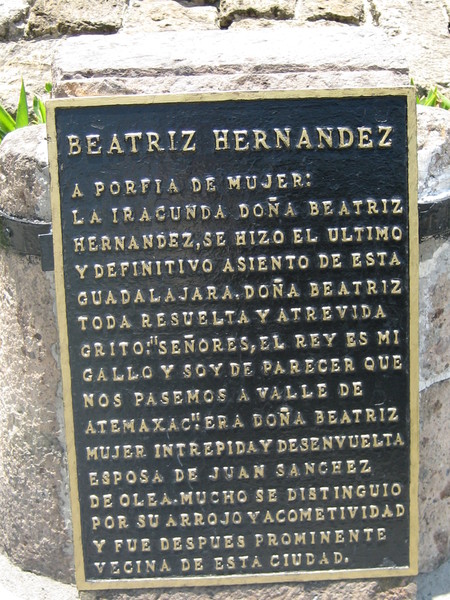 BEATRIZ HERNANDEZ
A PORFIA DE MUJER:
LA IRACUNDA DOÑA BEATRIZ
HERNANDEZ, SE HIZO EL ULTIMO
Y DEFINITIVO ASIENTO DE ESTA
GUADALAJARA. DOÑA BEATRIZ
TODA RESUELTA Y ATREVIDA
GRITO:"SEÑORES, EL REY ES MI
GALLO Y SOY DE PARECER QUE
NOS PASEMOS A VALLE DE
ATEMAXAC" ERA DOÑA BEATRIZ
MUJER INTREPIDA Y DESENVUELTA
ESPOSA DE JUAN SANCHEZ
DE OLEA. MUCHO SE DISTINGUIO
POR SU ARROJO Y ACOMETIVIDAD
Y FUE DESPUES PROMINENTE
VECINA DE ESTA CIUDAD.